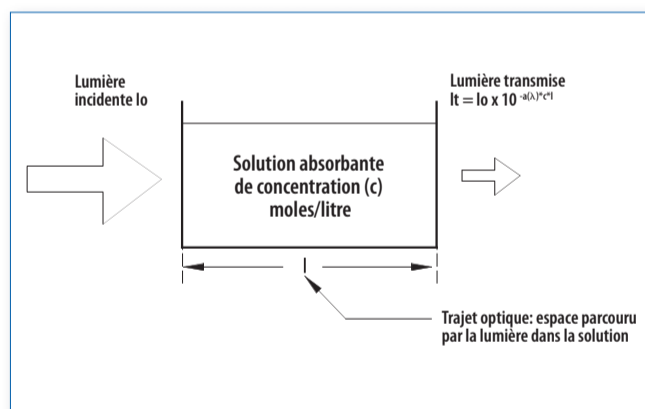 Lumière
incidente Io
Lumière transmise
It = Io x 10 -a(λ)*c*l
Solution absorbante
de concentration (c)
moles/litre
l
Trajet optique: espace parcouru
par la lumière dans la solution